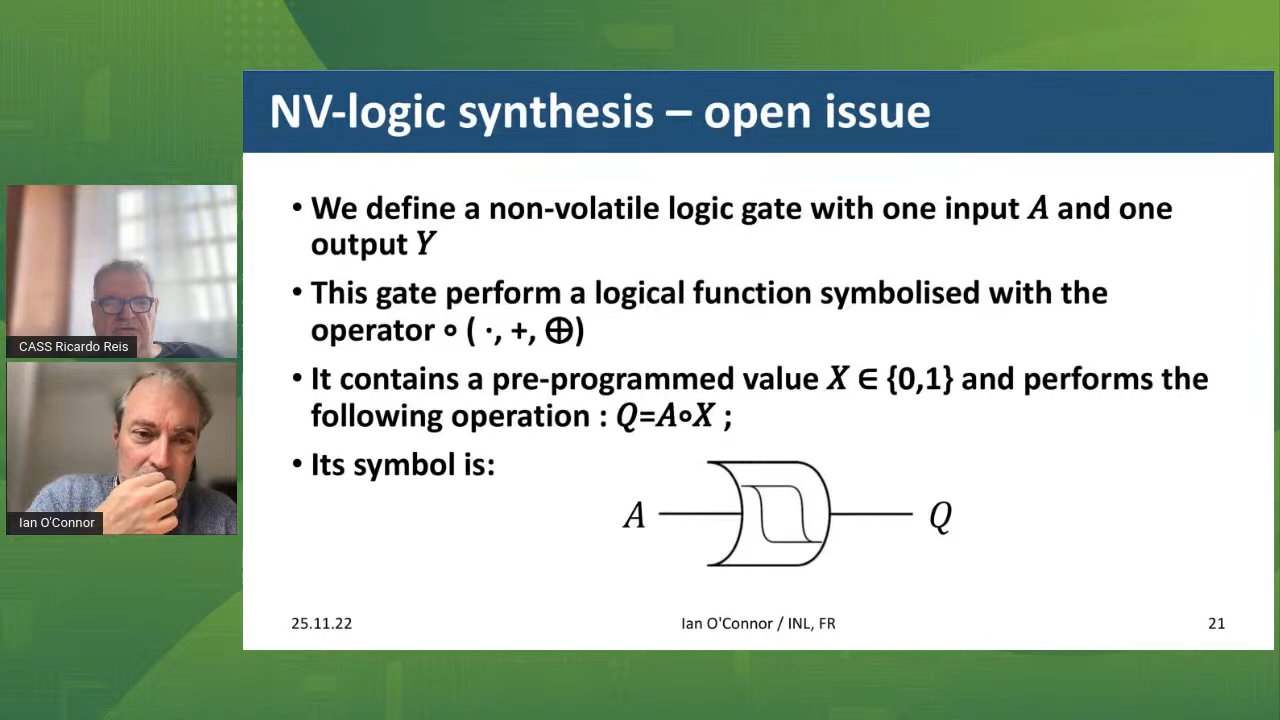 NV-logic synthesis – open issue
• We define a non-volatile logic gate with one input A and one
output Y
• This gate perform a logical function symbolised with the
operator ∘ ( ·, +, ⊕)
• It contains a pre-programmed value X ∈ {0,1} and performs the
following operation : Q=A∘X ;
• Its symbol is:
A
Q
25.11.22
Ian O'Connor / INL, FR
21
CASS Ricardo Reis
Ian O'Connor